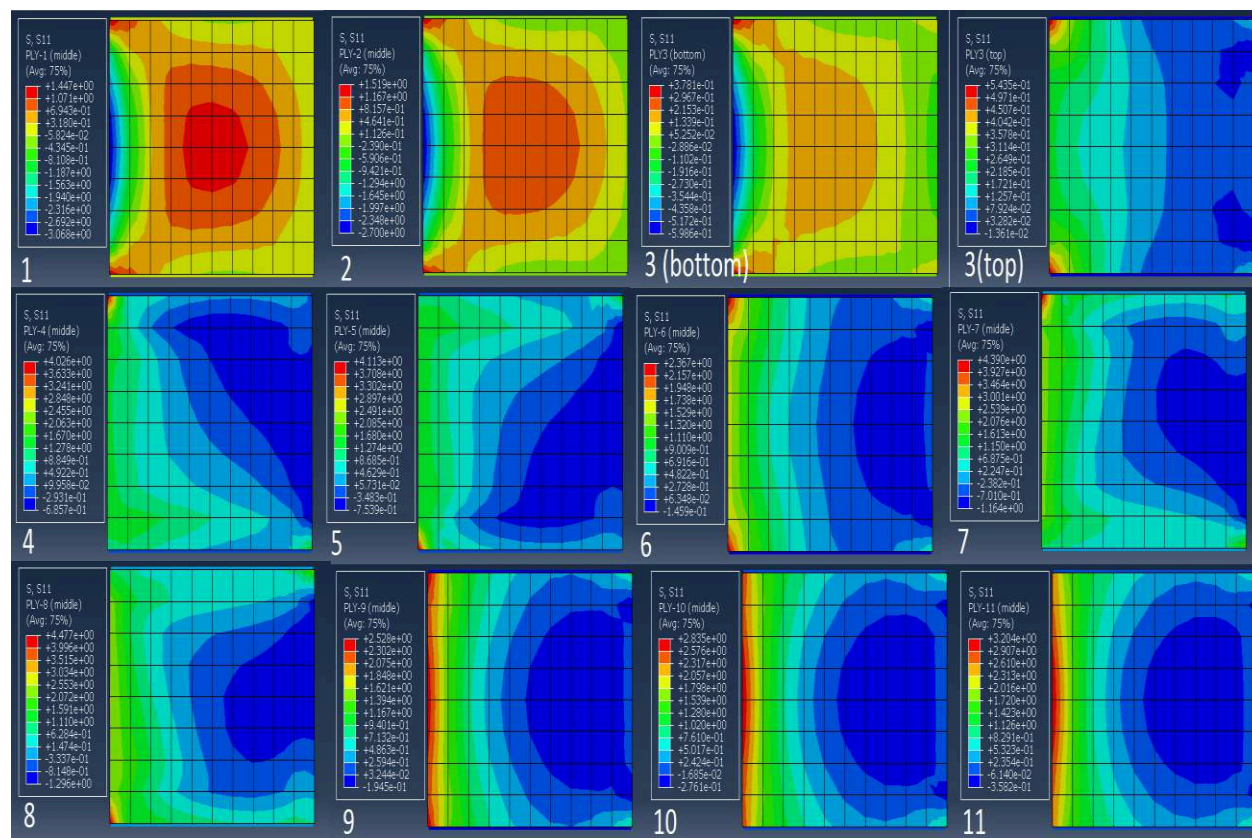 S, S11
PLY-1 (middle)
(Avg: 75%)
+1.447e+00
+1.071e+00
+6.943e-01
+3.180e-01
-5.824e-02
-4.345e-01
-8.108e-01
-1.187e+00
-1.563e+00
-1.940e+00
-2.316e+00
-2.692e+00
-3.068e+00
1
S, S11
PLY-2 (middle)
(Avg: 75%)
+1.519e+00
+1.167e+00
+8.157e-01
+4.641e-01
+1.126e-01
-2.390e-01
-5.906e-01
-9.421e-01
-1.294e+00
-1.645e+00
-1.997e+00
-2.348e+00
-2.700e+00
2
S, S11
PLY3 (bottom)
(Avg: 75%)
+3.781e-01
+2.967e-01
+2.153e-01
+1.339e-01
+5.252e-02
-2.886e-02
-1.102e-01
-1.916e-01
-2.730e-01
-3.544e-01
-4.358e-01
-5.172e-01
-5.986e-01
3 (bottom)
S, S11
PLY3(top)
(Avg: 75%)
+5.435e-01
+4.971e-01
+4.507e-01
+4.042e-01
+3.578e-01
+3.114e-01
+2.649e-01
+2.185e-01
+1.721e-01
+1.257e-01
+7.924e-02
+3.282e-02
-1.361e-02
3(top)
S, S11
PLY-4 (middle)
(Avg: 75%)
+4.026e+00
+3.633e+00
+3.241e+00
+2.848e+00
+2.455e+00
+2.063e+00
+1.670e+00
+1.278e+00
+8.849e-01
+4.922e-01
+9.958e-02
-2.931e-01
-6.857e-01
4
S, S11
PLY-5 (middle)
(Avg: 75%)
+4.113e+00
+3.708e+00
+3.302e+00
+2.897e+00
+2.491e+00
+2.085e+00
+1.680e+00
+1.274e+00
+8.685e-01
+4.629e-01
+5.731e-02
-3.483e-01
-7.539e-01
5
S, S11
PLY-6 (middle)
(Avg: 75%)
+2.367e+00
+2.157e+00
+1.948e+00
+1.738e+00
+1.529e+00
+1.320e+00
+1.110e+00
+9.009e-01
+6.916e-01
+4.822e-01
+2.728e-01
+6.348e-02
-1.459e-01
6
S, S11
PLY-7 (middle)
(Avg: 75%)
+4.390e+00
+3.927e+00
+3.464e+00
+3.001e+00
+2.539e+00
+2.076e+00
+1.613e+00
+1.150e+00
+6.875e-01
+2.247e-01
-2.382e-01
-7.010e-01
-1.164e+00
7
S, S11
PLY-8 (middle)
(Avg: 75%)
+4.477e+00
+3.996e+00
+3.515e+00
+3.034e+00
+2.553e+00
+2.072e+00
+1.591e+00
+1.110e+00
+6.284e-01
+1.474e-01
-3.337e-01
-8.148e-01
-1.296e+00
8
S, S11
PLY-9 (middle)
(Avg: 75%)
+2.528e+00
+2.302e+00
+2.075e+00
+1.848e+00
+1.621e+00
+1.394e+00
+1.167e+00
+9.401e-01
+7.132e-01
+4.863e-01
+2.594e-01
+3.244e-02
-1.945e-01
9
S, S11
PLY-10 (middle)
(Avg: 75%)
+2.835e+00
+2.576e+00
+2.317e+00
+2.057e+00
+1.798e+00
+1.539e+00
+1.280e+00
+1.020e+00
+7.610e-01
+5.017e-01
+2.424e-01
-1.685e-02
-2.761e-01
10
S, S11
PLY-11 (middle)
(Avg: 75%)
+3.204e+00
+2.907e+00
+2.610e+00
+2.313e+00
+2.016e+00
+1.720e+00
+1.423e+00
+1.126e+00
+8.291e-01
+5.323e-01
+2.354e-01
-6.140e-02
-3.582e-01
11